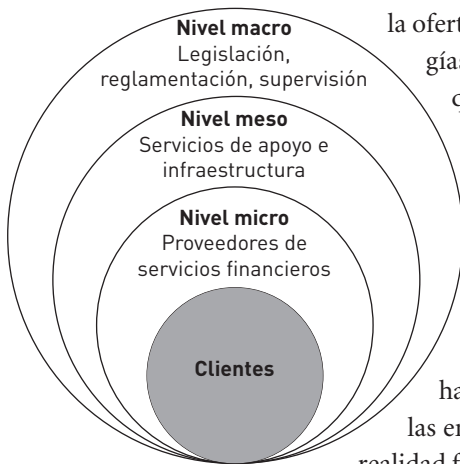 Nivel macro
Legislación,
reglamentación, supervisión
Nivel meso
Servicios de apoyo e
infraestructura
Nivel micro
Proveedores de
servicios financieros
Clientes
la ofert
gías
ha
las en
realidad f